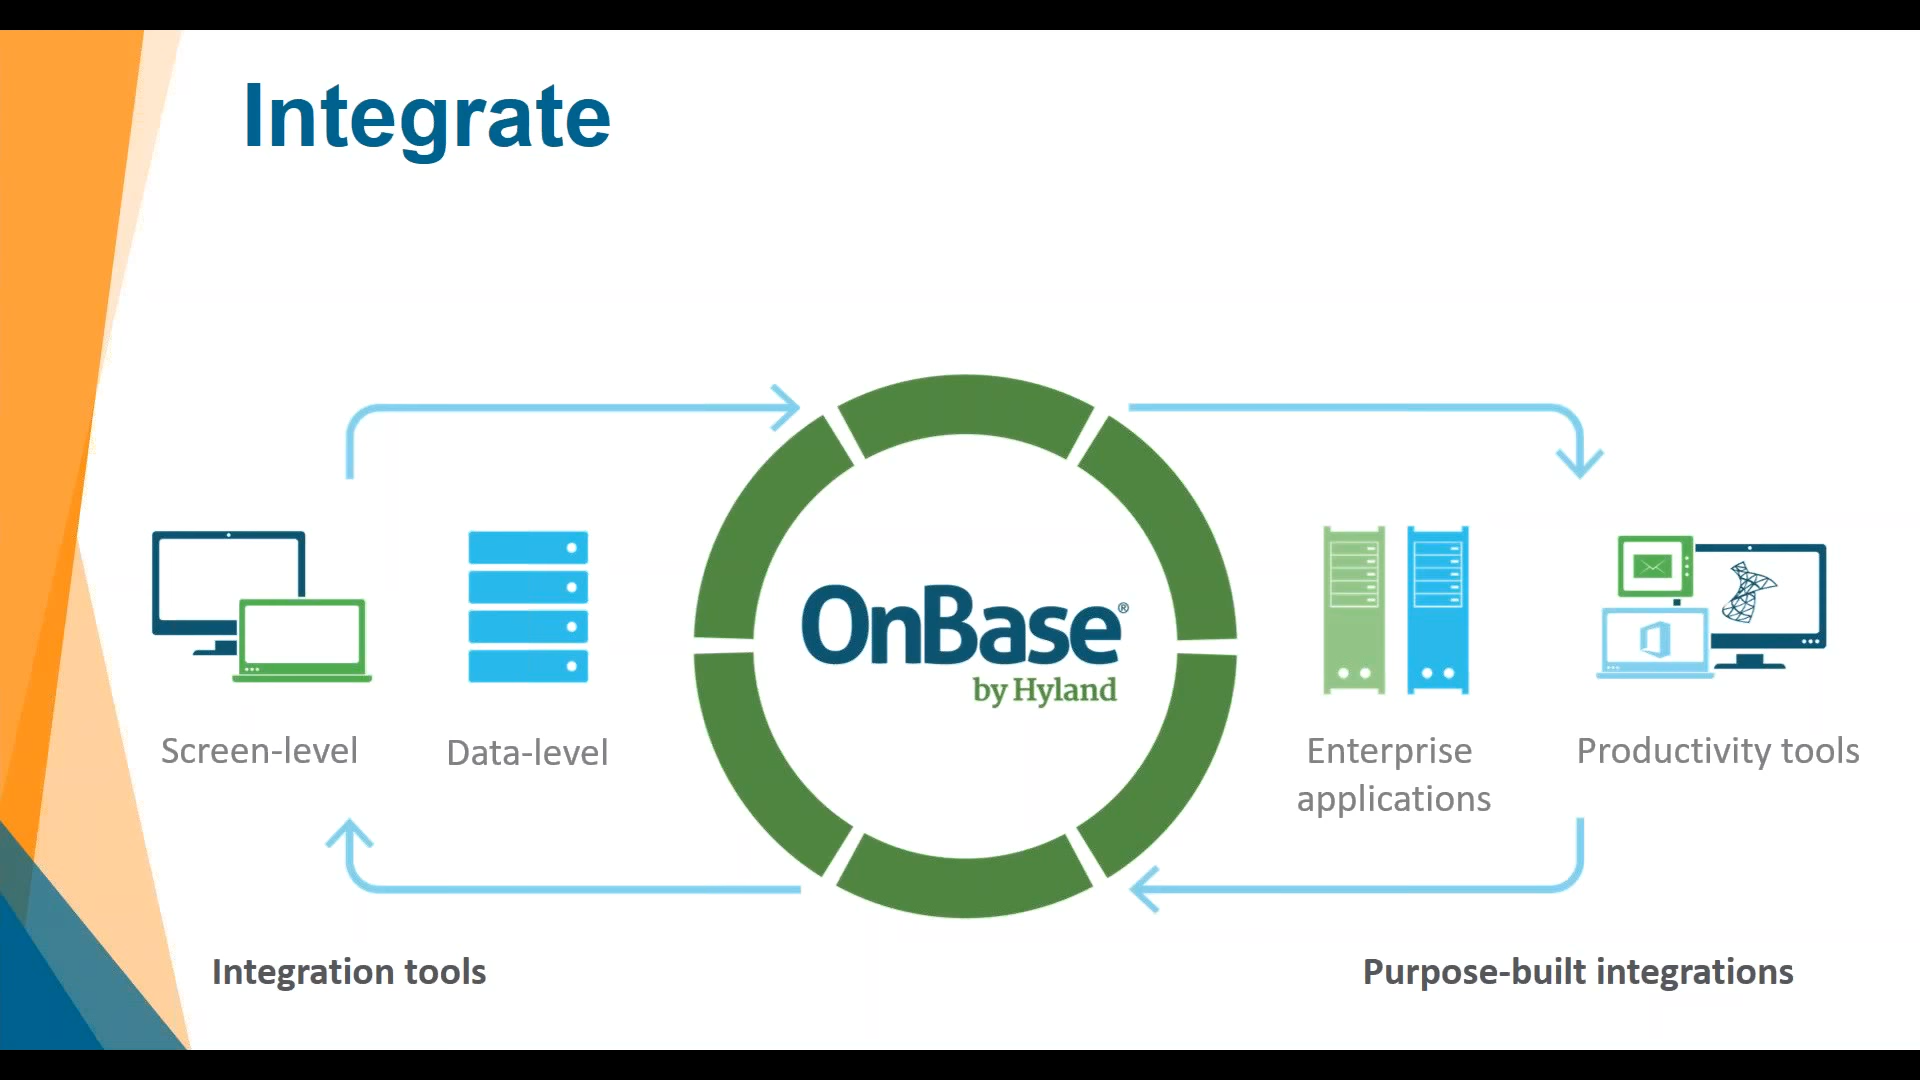 Integrate
OnBase®
by Hyland
Screen-level
Data-level
Enterprise
applications
Productivity tools
Integration tools
Purpose-built integrations